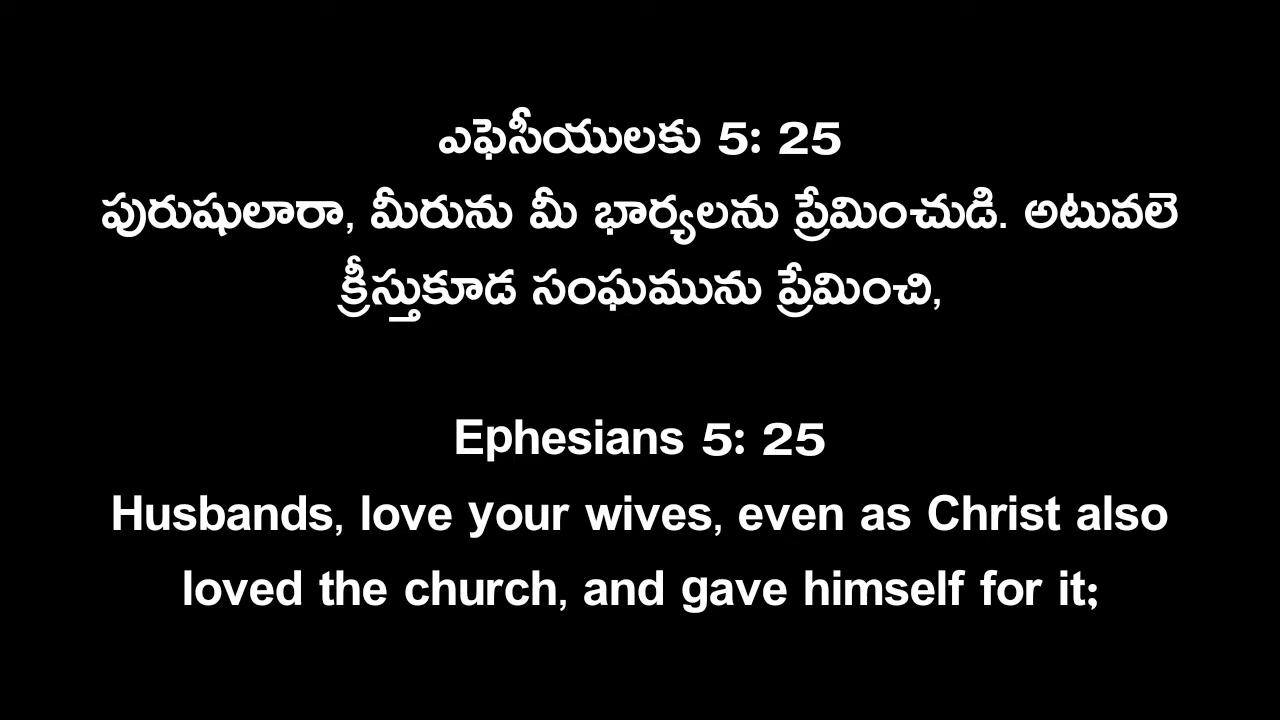 ఎఫెసీయులకు 5: 25
పురుషులారా, మీరును మీ భార్యలను ప్రేమించుడి. అటువలె
క్రీస్తుకూడ సంఘమును ప్రేమించి,
Ephesians 5: 25
Husbands, love your wives, even as Christ also
loved the church, and gave himself for it;